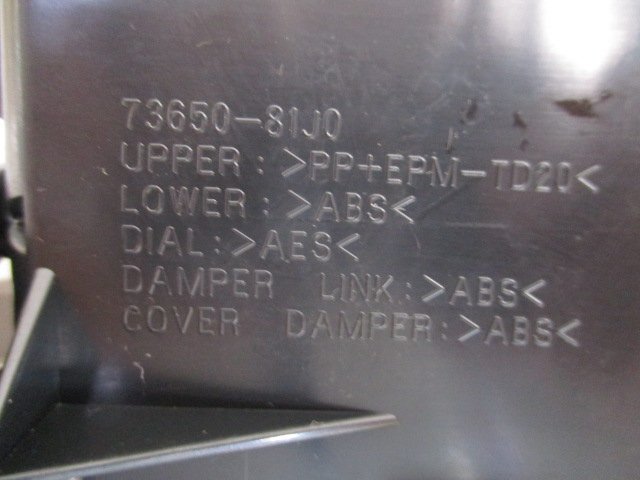 73650-81J0
UPPER:>PP+EPM-TD20<
LOWER:>ABS<
DIAL:>AES<
DAMPER LINK:>ABS<
COVER DAMPER:>ABS<